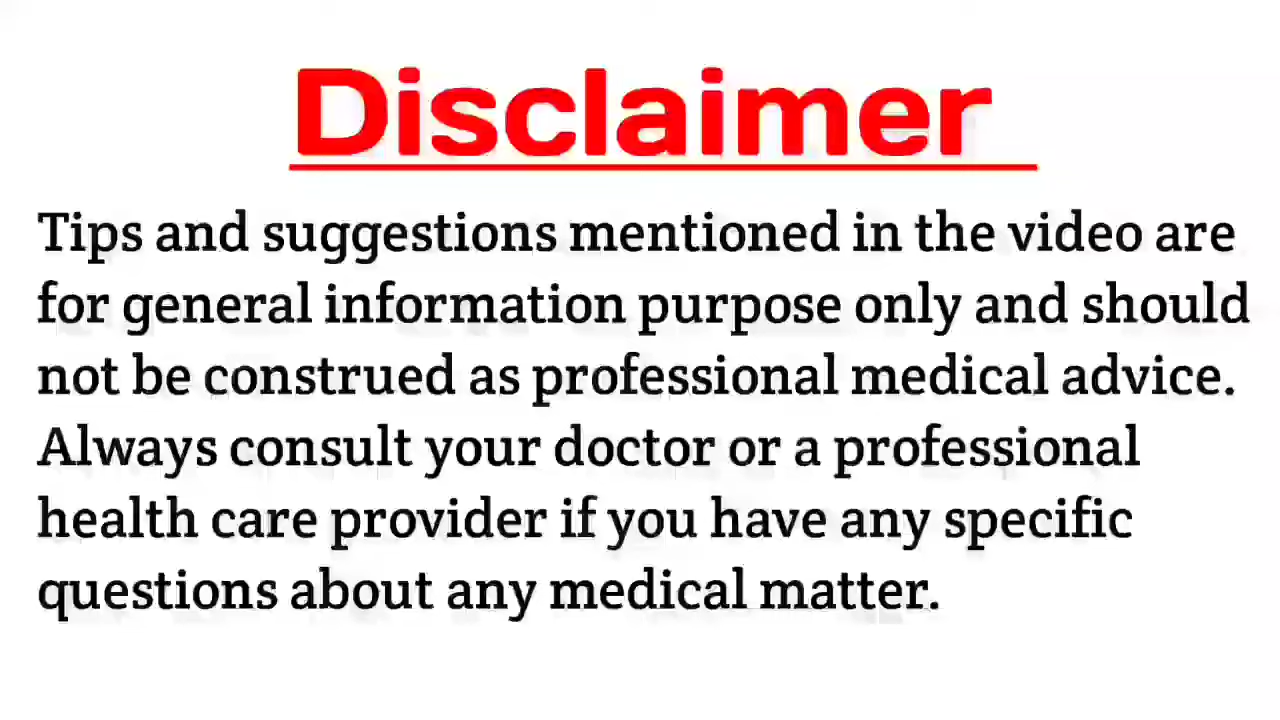 Disclaimer
Tips and suggestions mentioned in the video are
for general information purpose only and should
not be construed as professional medical advice.
Always consult your doctor or a professional
health care provider if you have any specific
questions about any medical matter.